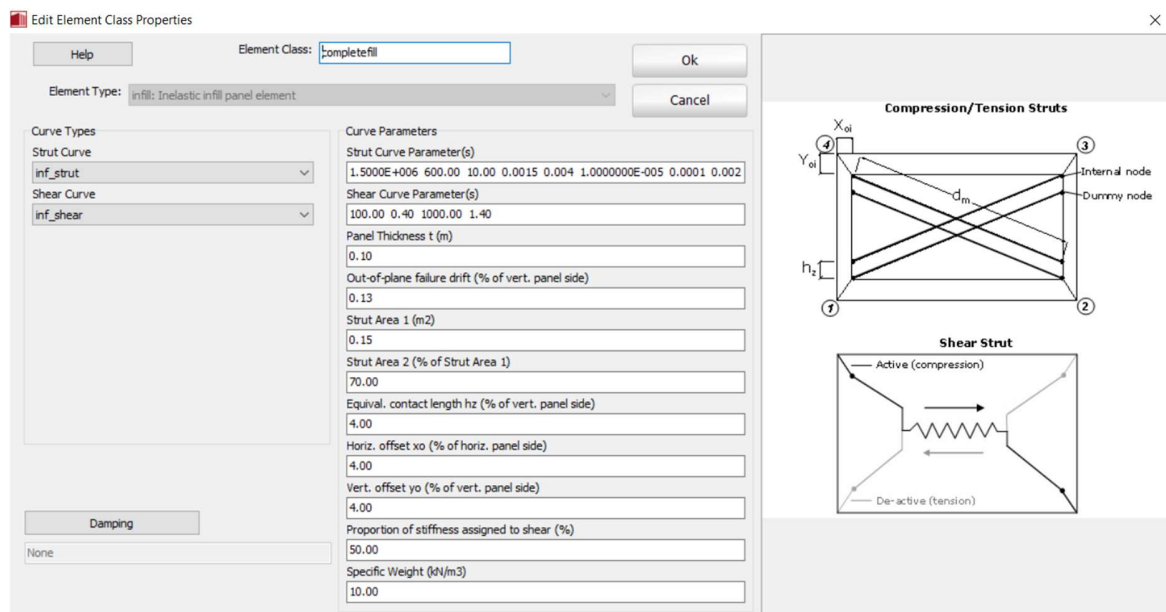 Edit Element Class Properties
Help
Element Class: completefill
Ok
Element Type: infill: Inelastic infill panel element
Cancel
Curve Types
Strut Curve
inf_strut
Shear Curve
inf_shear
Damping
None
Curve Parameters
Strut Curve Parameter(s)
1.5000E+006 600.00 10.00 0.0015 0.004 1.0000000E-005 0.0001 0.002
Shear Curve Parameter(s)
100.00 0.40 1000.00 1.40
Panel Thickness t (m)
0.10
Out-of-plane failure drift (% of vert. panel side)
0.13
Strut Area 1 (m2)
0.15
Strut Area 2 (% of Strut Area 1)
70.00
Equival. contact length hz (% of vert. panel side)
4.00
Horiz. offset xo (% of horiz. panel side)
4.00
Vert. offset yo (% of vert. panel side)
4.00
Proportion of stiffness assigned to shear (%)
50.00
Specific Weight (kN/m3)
10.00
Compression/Tension Struts
Xoi
4
3
Yoi
Internal node
dm
Dummy node
hz
1
2
Shear Strut
Active (compression)
De-active (tension)